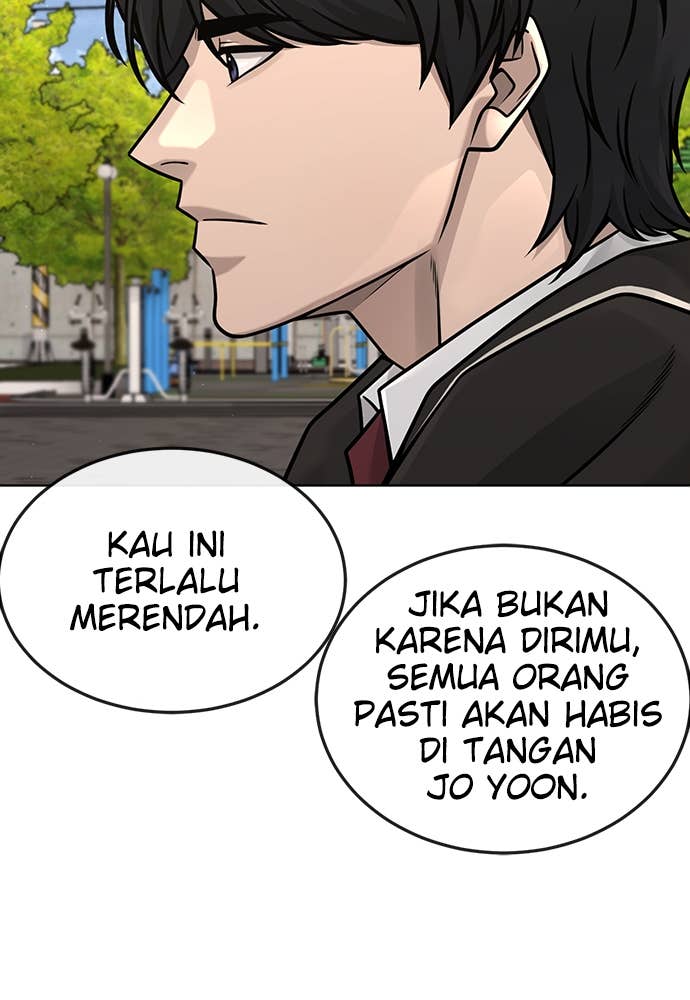 KAU INI
TERLALU
MERENDAH.
JIKA BUKAN
KARENA DIRIMU,
SEMUA ORANG
PASTI AKAN HABIS
DI TANGAN
JO YOON.